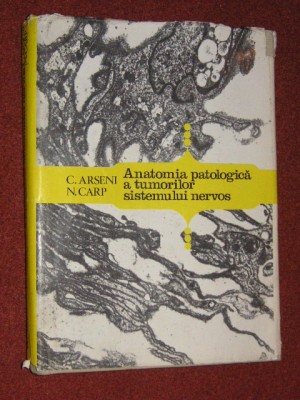 C. ARSENI
N. CARP
Anatomia patologică
a tumorilor
sistemului nervos